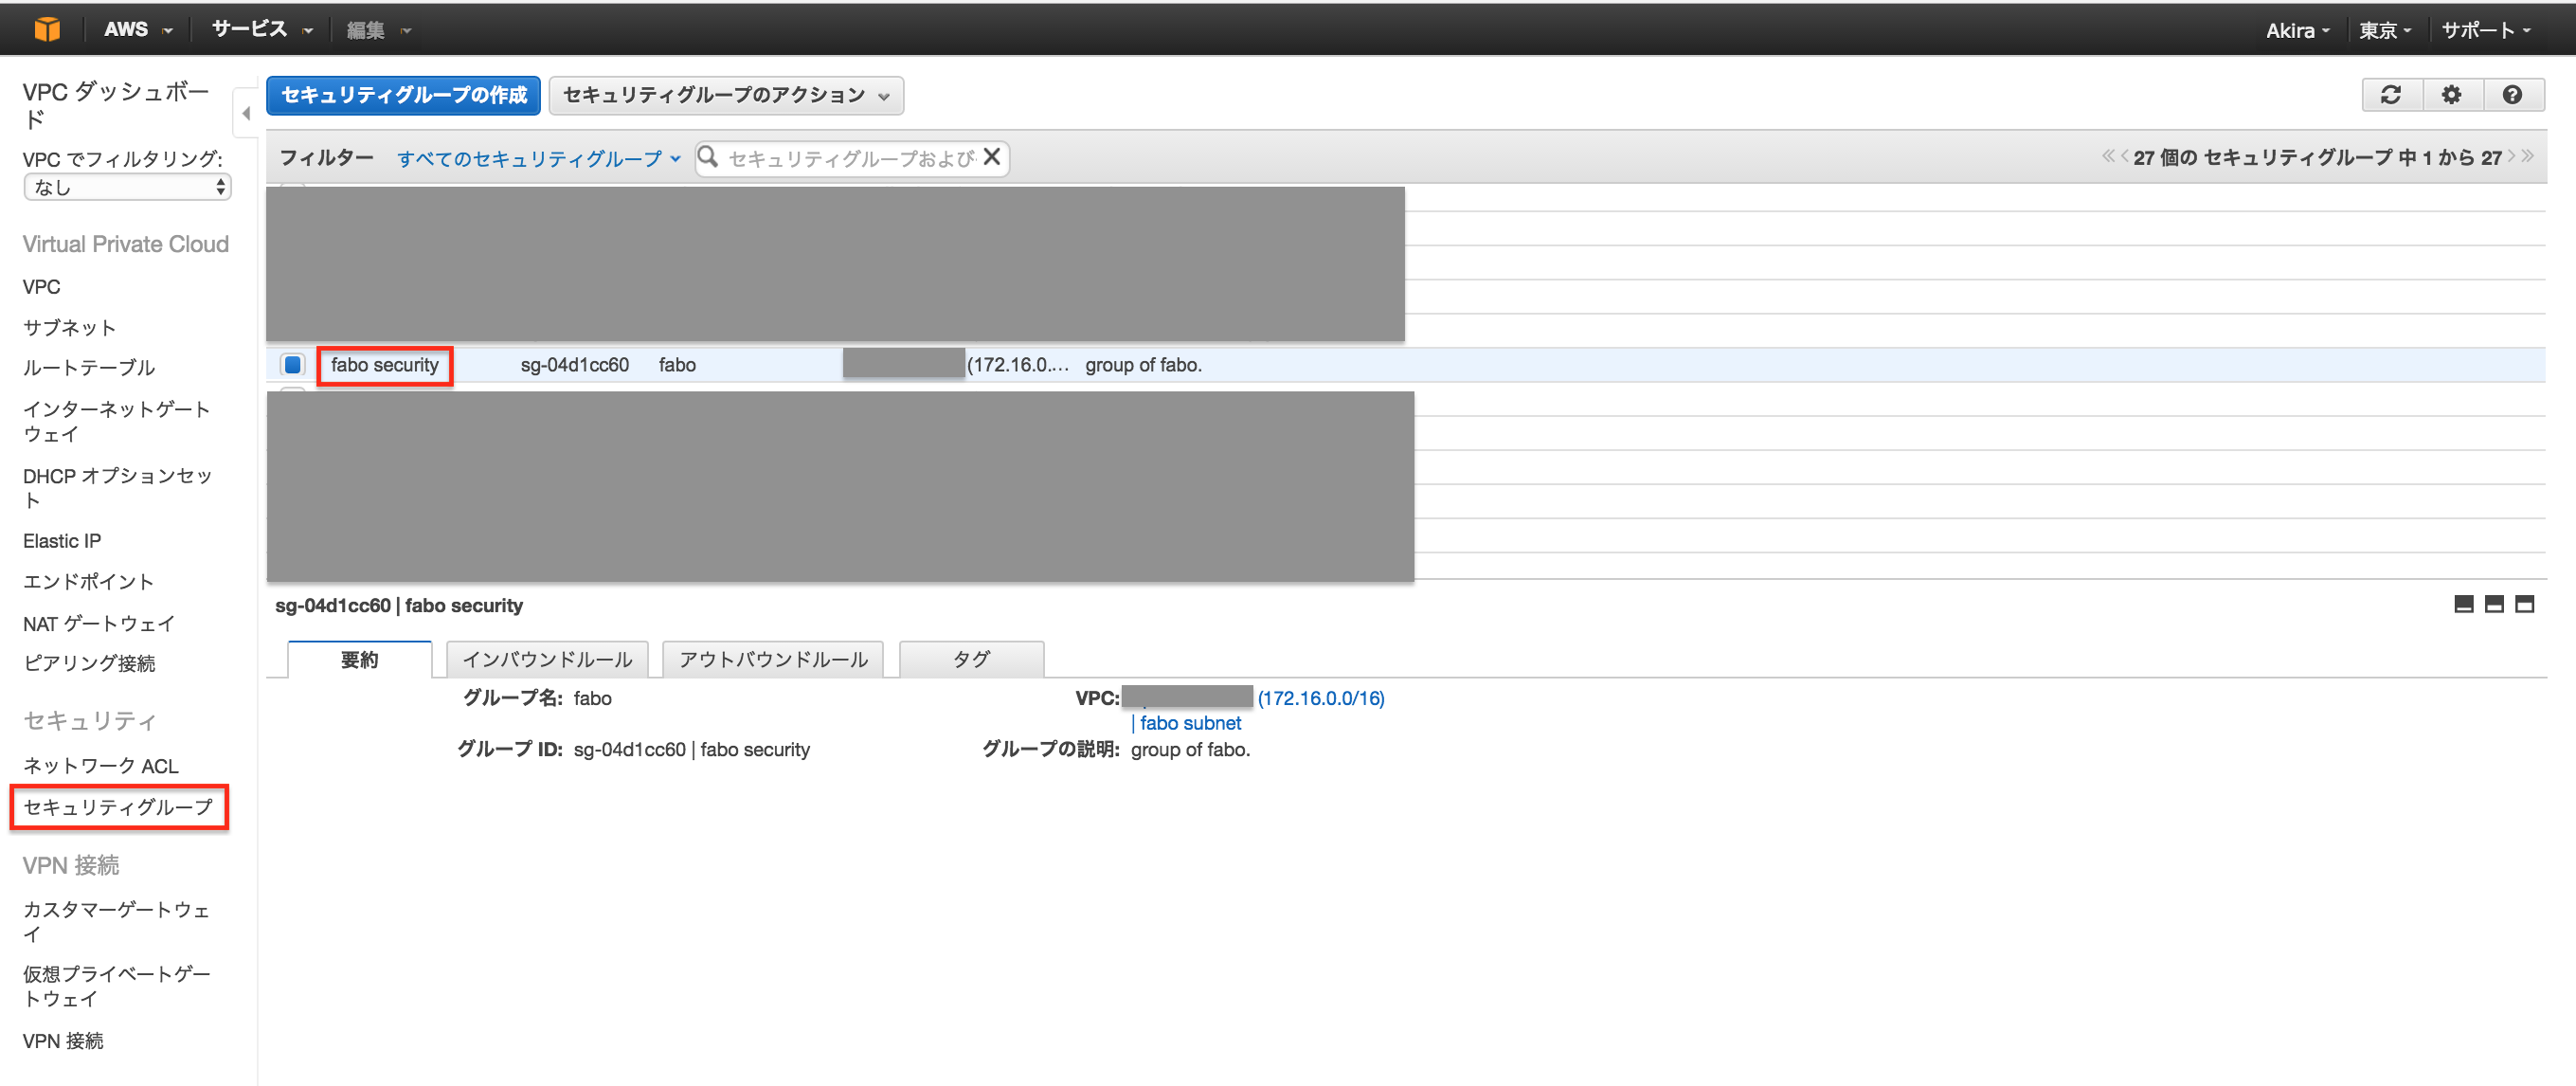 AWS サービス 編集 Akira 東京 サポート
VPC ダッシュボー
ド
VPC でフィルタリング:
なし
Virtual Private Cloud
VPC
サブネット
ルートテーブル
インターネットゲート
ウェイ
DHCP オプションセッ
ト
Elastic IP
エンドポイント
NAT ゲートウェイ
ピアリング接続
セキュリティ
ネットワーク ACL
セキュリティグループ
VPN 接続
カスタマーゲートウェ
イ
仮想プライベートゲー
トウェイ
VPN 接続
セキュリティグループの作成 セキュリティグループのアクション
フィルター すべてのセキュリティグループ セキュリティグループおよび 27 個の セキュリティグループ 中 1 から 27
fabo security sg-04d1cc60 fabo (172.16.0.… group of fabo.
sg-04d1cc60 | fabo security
要約 インバウンドルール アウトバウンドルール タグ
グループ名: fabo VPC: (172.16.0.0/16)
| fabo subnet
グループ ID: sg-04d1cc60 | fabo security グループの説明: group of fabo.